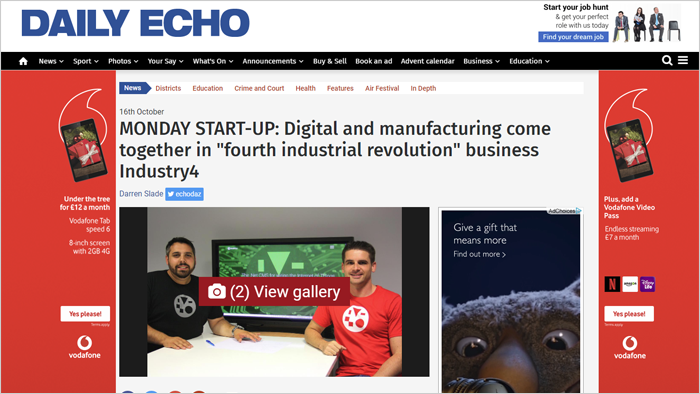 DAILY ECHO
Start your job hunt
& get your perfect
role with us today
Find your dream job
News
Sport
Photos
Your Say
What's On
Announcements
Buy & Sell
Book an ad
Advent calendar
Business
Education
News
Districts
Education
Crime and Court
Health
Features
Air Festival
In Depth
16th October
MONDAY START-UP: Digital and manufacturing come
together in "fourth industrial revolution" business
Industry4
Darren Slade
echodaz
(2) View gallery
AdChoices
Give a gift that
means more
Find out more >
Under the tree
for £12 a month
Vodafone Tab
speed 6
8-inch screen
with 2GB 4G
Yes please!
Terms apply.
vodafone
Plus, add a
Vodafone Video
Pass
Endless streaming
£7 a month
N
Yes please!
Terms apply.
vodafone